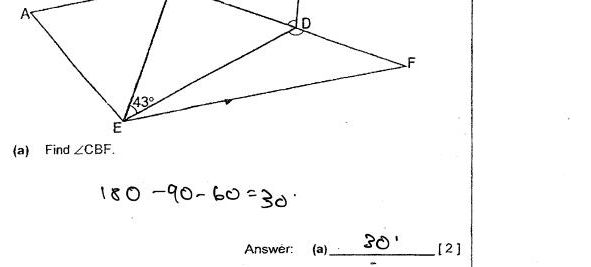 A
D
F
43°
E
(a) Find ∠CBF.
180 - 90 - 60 = 30°
Answer: (a) 30° [2]